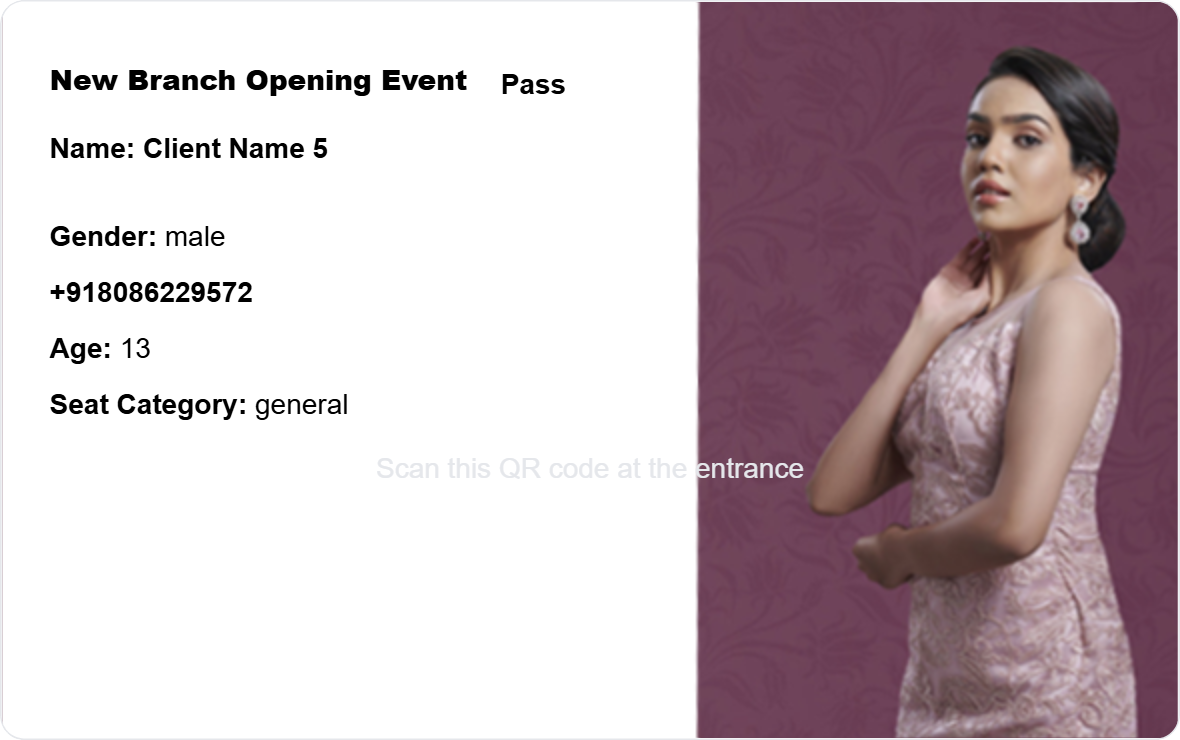 New Branch Opening Event Pass
Name: Client Name 5
Gender: male
+918086229572
Age: 13
Seat Category: general
Scan this QR code at the entrance